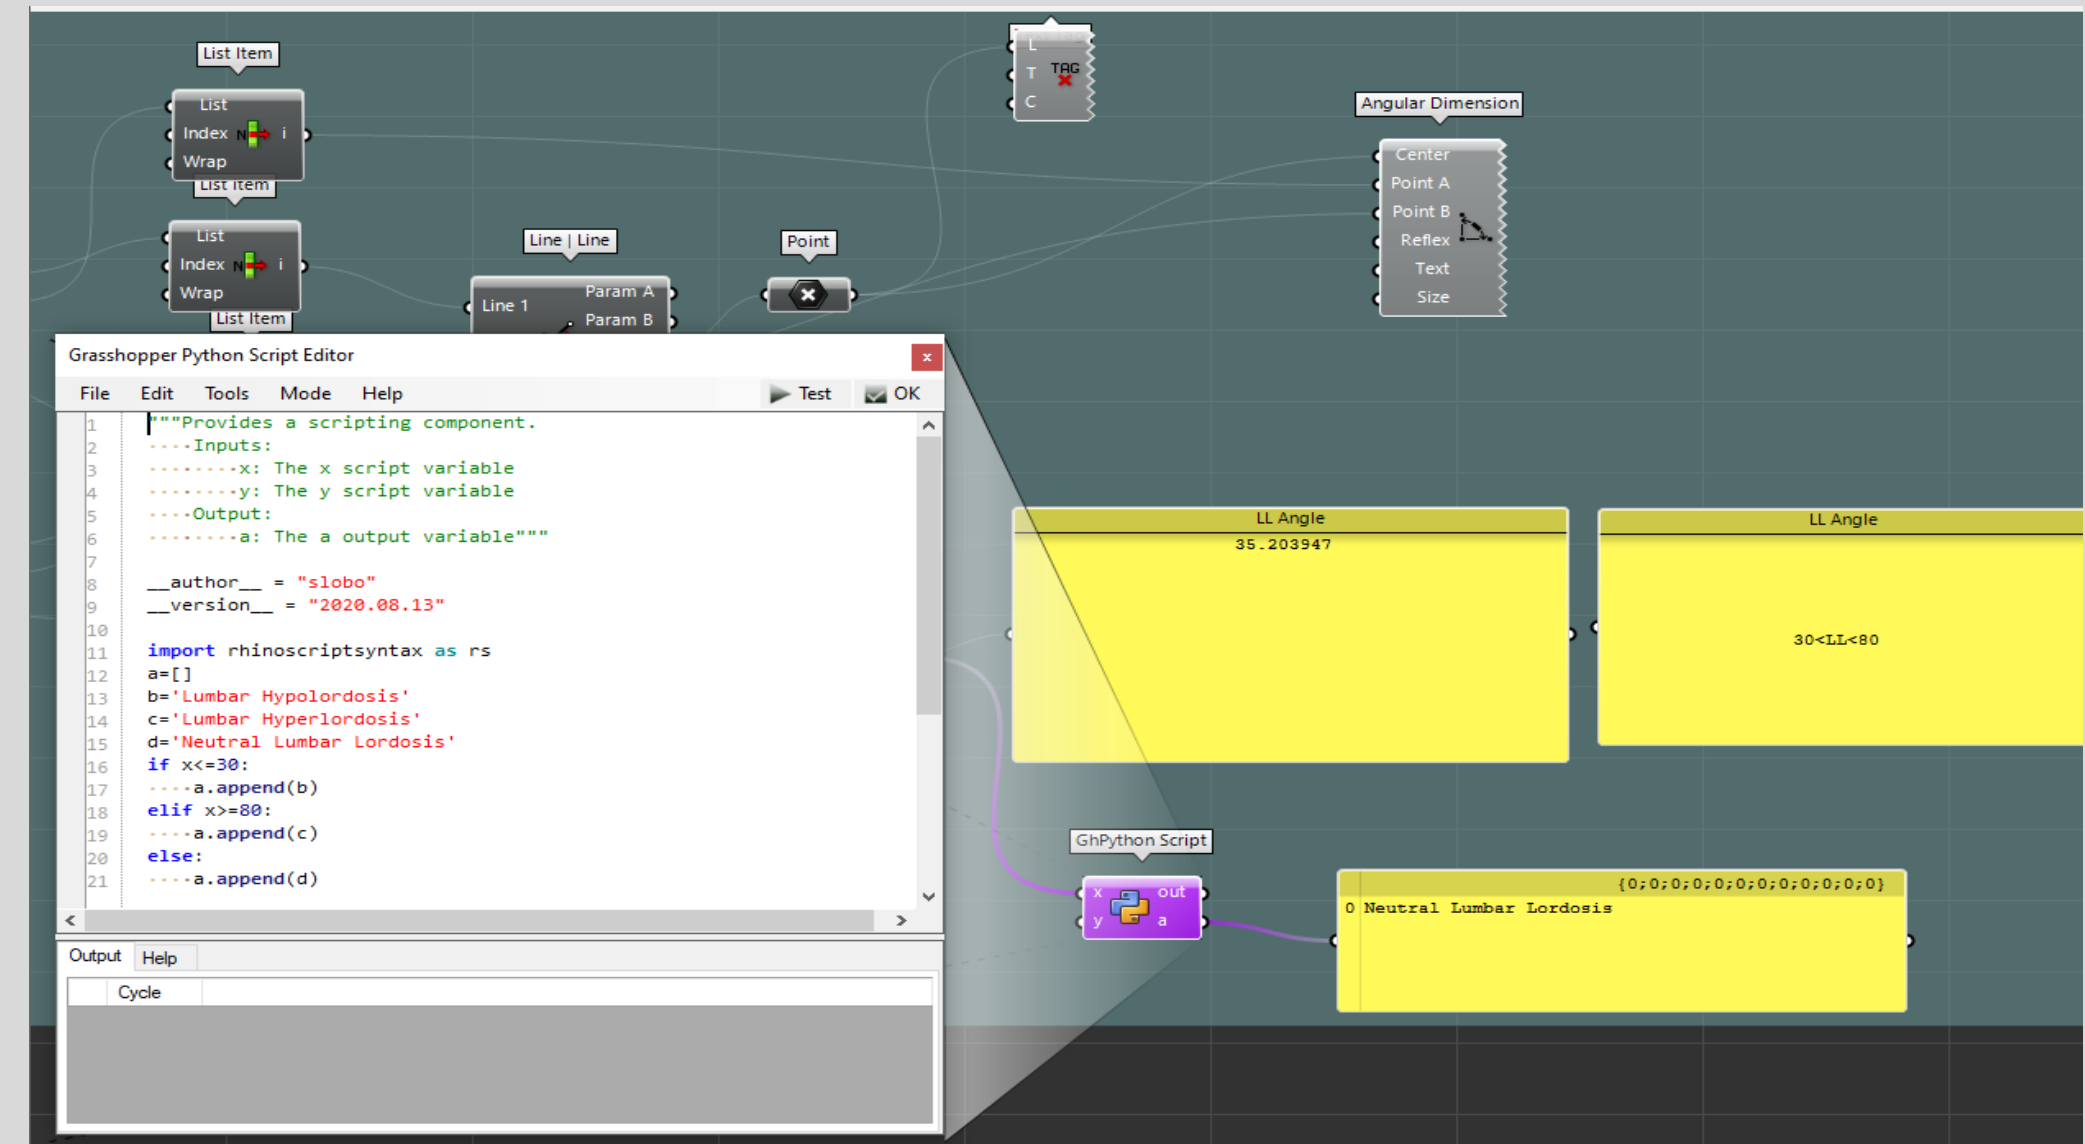 List Item
List
Index N i
Wrap
List Item
List
Index N i
Wrap
List Item
Line | Line
Line 1
Param A
Param B
Point
L
T
C
TAG
Angular Dimension
Center
Point A
Point B
Reflex
Text
Size
Grasshopper Python Script Editor
x
File Edit Tools Mode Help Test OK
1 """Provides a scripting component.
2 ····Inputs:
3 ········x: The x script variable
4 ········y: The y script variable
5 ····Output:
6 ········a: The a output variable"""
7
8 __author__ = "slobo"
9 __version__ = "2020.08.13"
10
11 import rhinoscriptsyntax as rs
12 a=[]
13 b='Lumbar Hypolordosis'
14 c='Lumbar Hyperlordosis'
15 d='Neutral Lumbar Lordosis'
16 if x<=30:
17 ····a.append(b)
18 elif x>=80:
19 ····a.append(c)
20 else:
21 ····a.append(d)
Output Help
Cycle
LL Angle
35.203947
LL Angle
30<LL<80
GhPython Script
x out
y a
{0;0;0;0;0;0;0;0;0;0;0;0}
0 Neutral Lumbar Lordosis